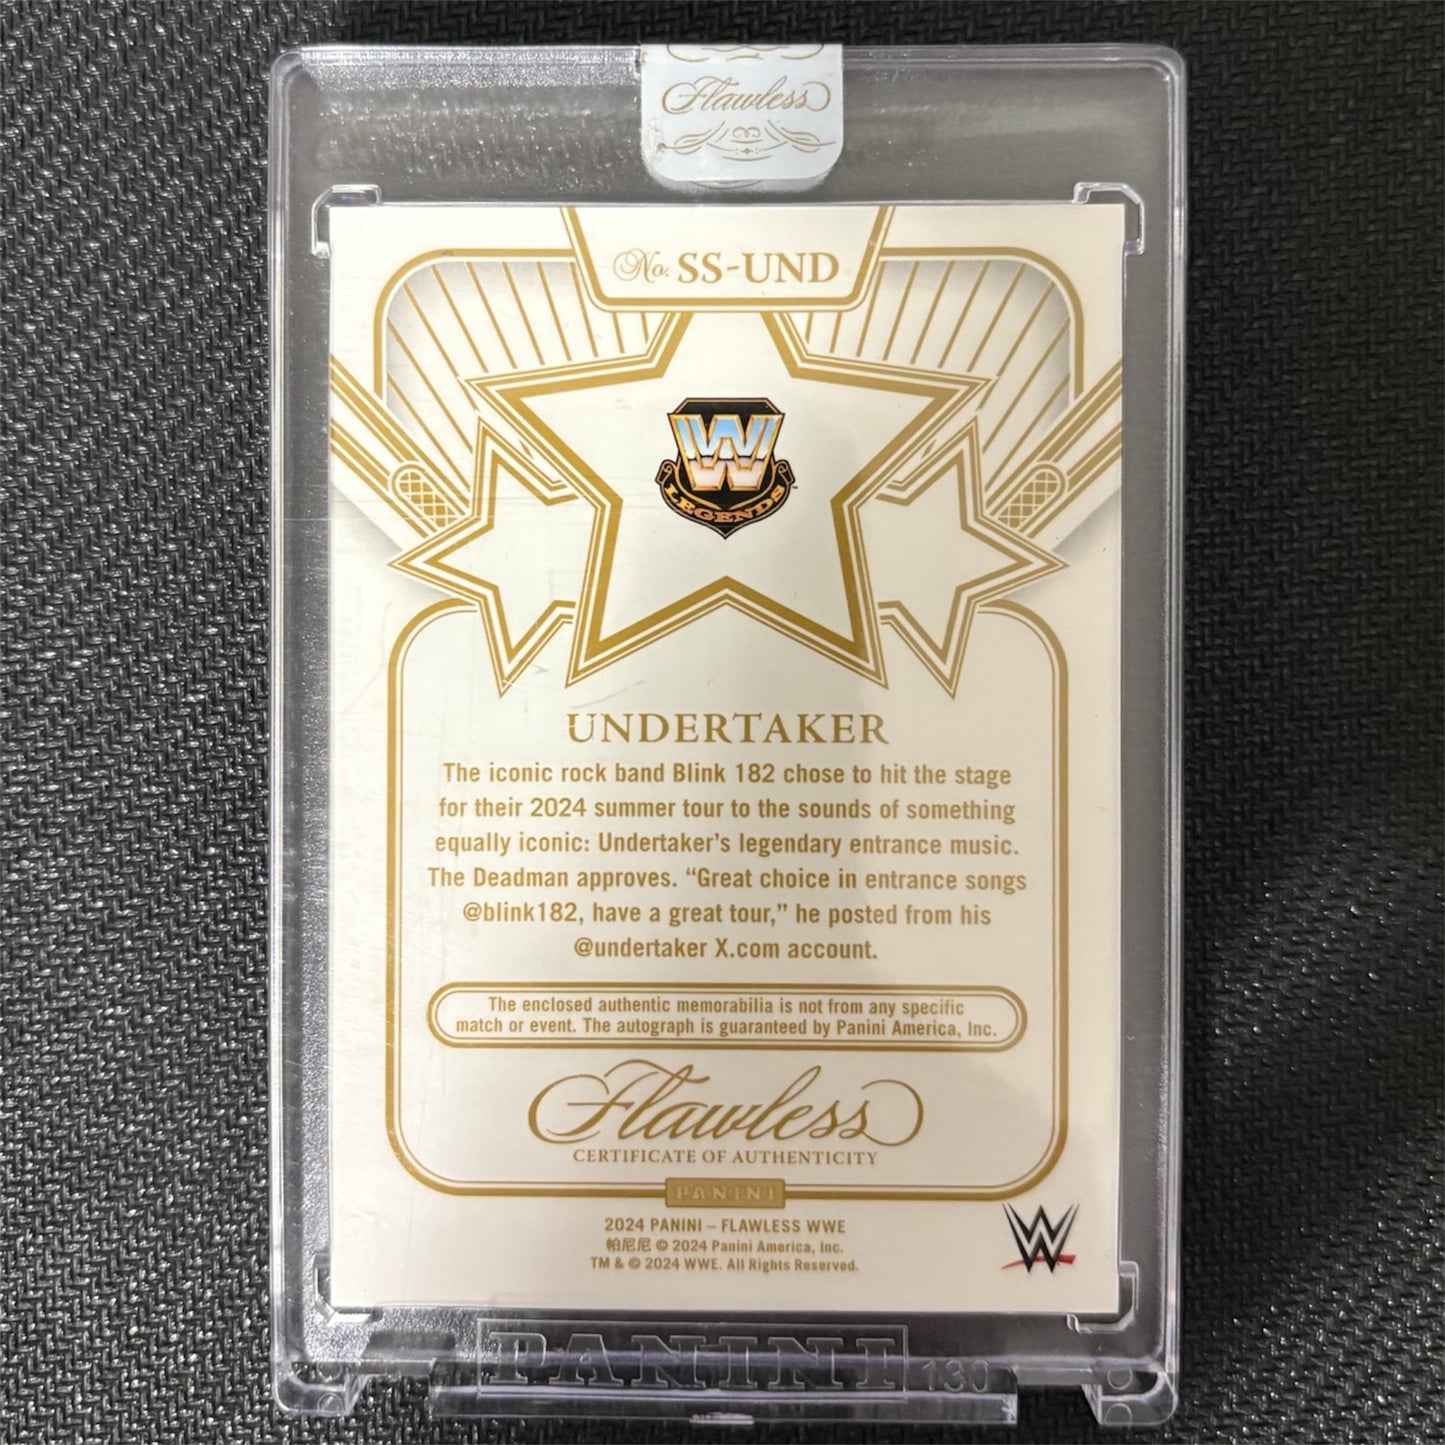 Flawless
No. SS-UND
W
LEGENDS
UNDERTAKER
The iconic rock band Blink 182 chose to hit the stage
for their 2024 summer tour to the sounds of something
equally iconic: Undertaker's legendary entrance music.
The Deadman approves. “Great choice in entrance songs
@blink182, have a great tour,” he posted from his
@undertaker X.com account.
The enclosed authentic memorabilia is not from any specific
match or event. The autograph is guaranteed by Panini America, Inc.
Flawless
CERTIFICATE OF AUTHENTICITY
PANINI
2024 PANINI – FLAWLESS WWE
帕尼尼 © 2024 Panini America, Inc.
TM & © 2024 WWE. All Rights Reserved.
W
PANINI 130